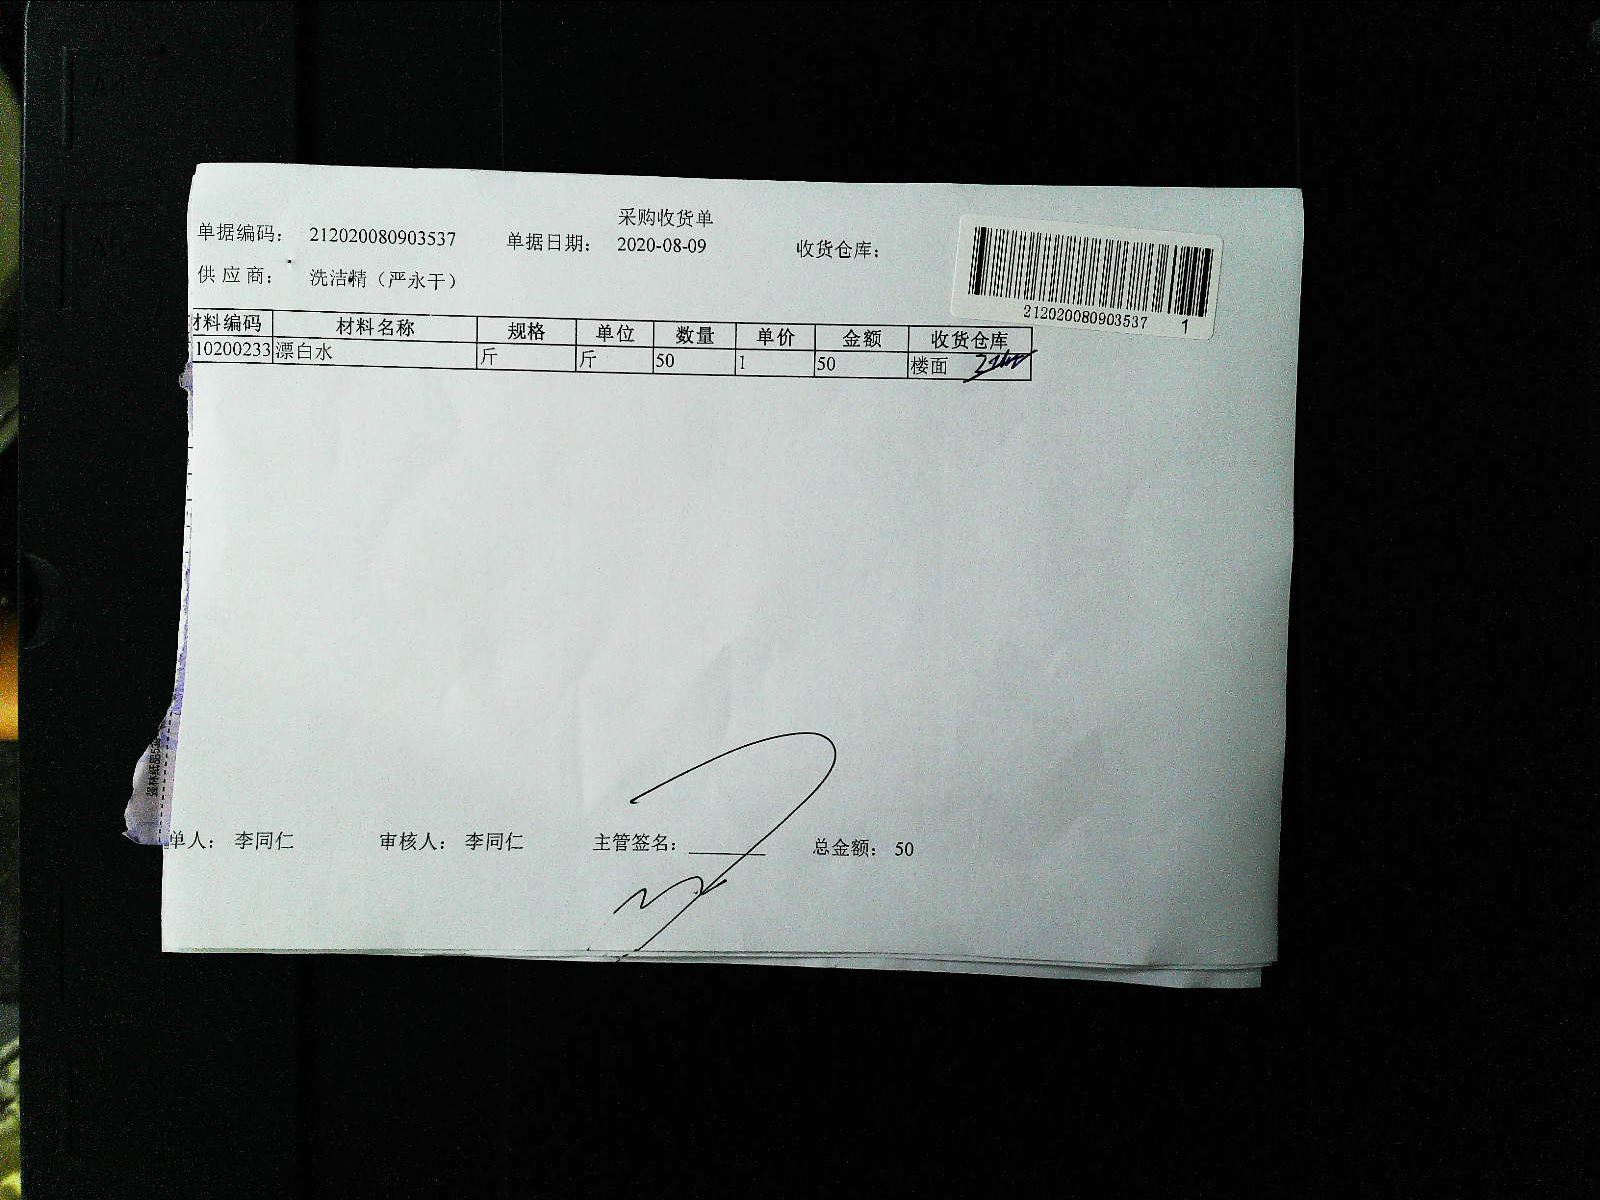 采购收货单
单据编码： 212020080903537 单据日期： 2020-08-09 收货仓库：
供 应 商： 洗洁精（严永干）
212020080903537 1
材料编码 材料名称 规格 单位 数量 单价 金额 收货仓库
10200233 漂白水 斤 斤 50 1 50 楼面
单人： 李同仁 审核人： 李同仁 主管签名： 总金额： 50